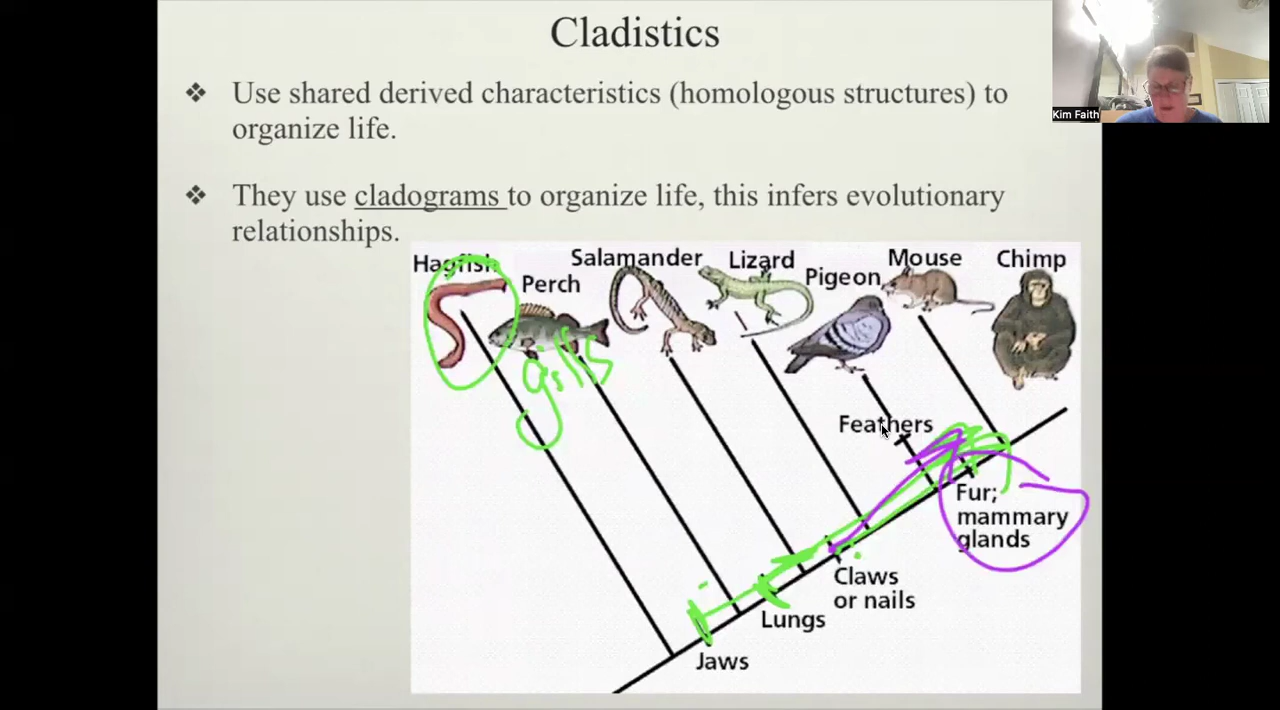 Cladistics
❖ Use shared derived characteristics (homologous structures) to
organize life.
❖ They use cladograms to organize life, this infers evolutionary
relationships.
Kim Faith
Hagfish
Perch
Salamander
Lizard
Pigeon
Mouse
Chimp
gills
Feathers
Fur;
mammary
glands
Claws
or nails
Lungs
Jaws